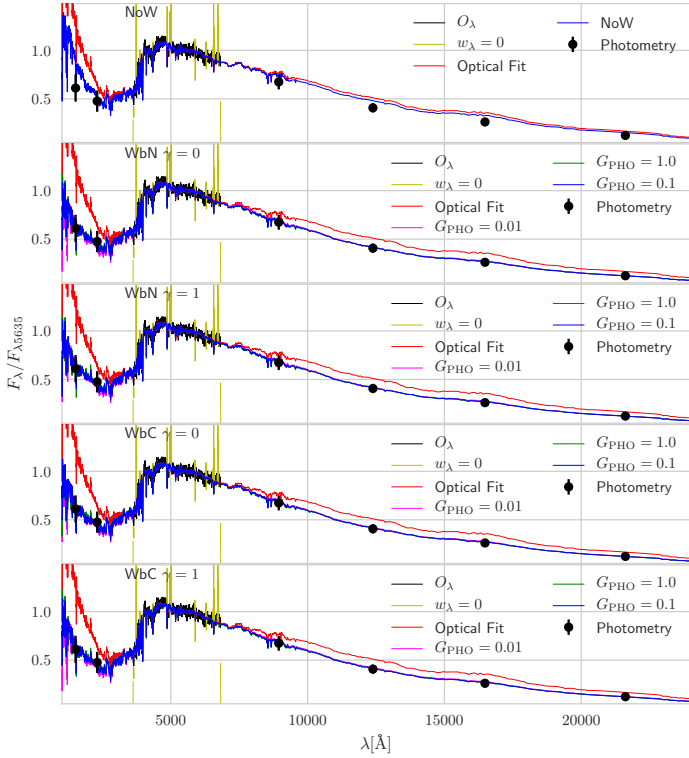 NoW
O_λ
w_λ = 0
Optical Fit
NoW
Photometry
1.0
0.5
WbN γ = 0
O_λ
w_λ = 0
Optical Fit
G_PHO = 0.01
G_PHO = 1.0
G_PHO = 0.1
Photometry
1.0
0.5
WbN γ = 1
O_λ
w_λ = 0
Optical Fit
G_PHO = 0.01
G_PHO = 1.0
G_PHO = 0.1
Photometry
1.0
0.5
F_λ/F_λ5635
WbC γ = 0
O_λ
w_λ = 0
Optical Fit
G_PHO = 0.01
G_PHO = 1.0
G_PHO = 0.1
Photometry
1.0
0.5
WbC γ = 1
O_λ
w_λ = 0
Optical Fit
G_PHO = 0.01
G_PHO = 1.0
G_PHO = 0.1
Photometry
1.0
0.5
5000 10000 15000 20000
λ[Å]